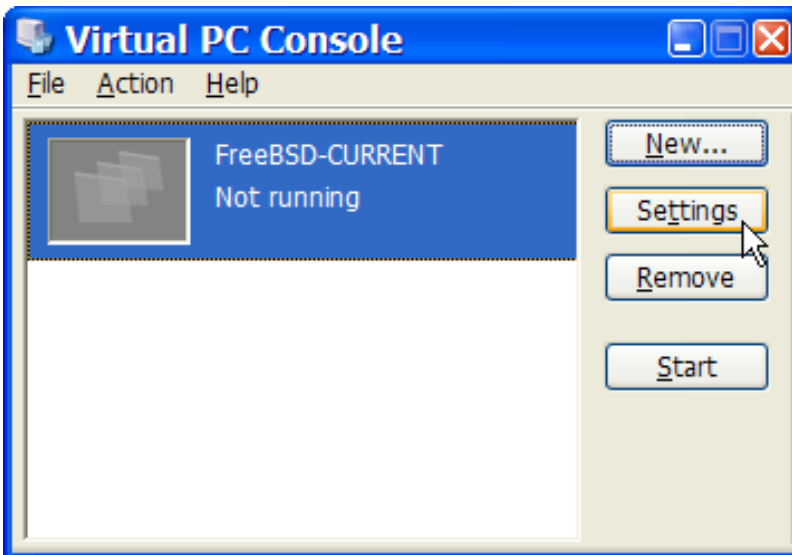 Virtual PC Console
File Action Help
FreeBSD-CURRENT
Not running
New...
Settings
Remove
Start